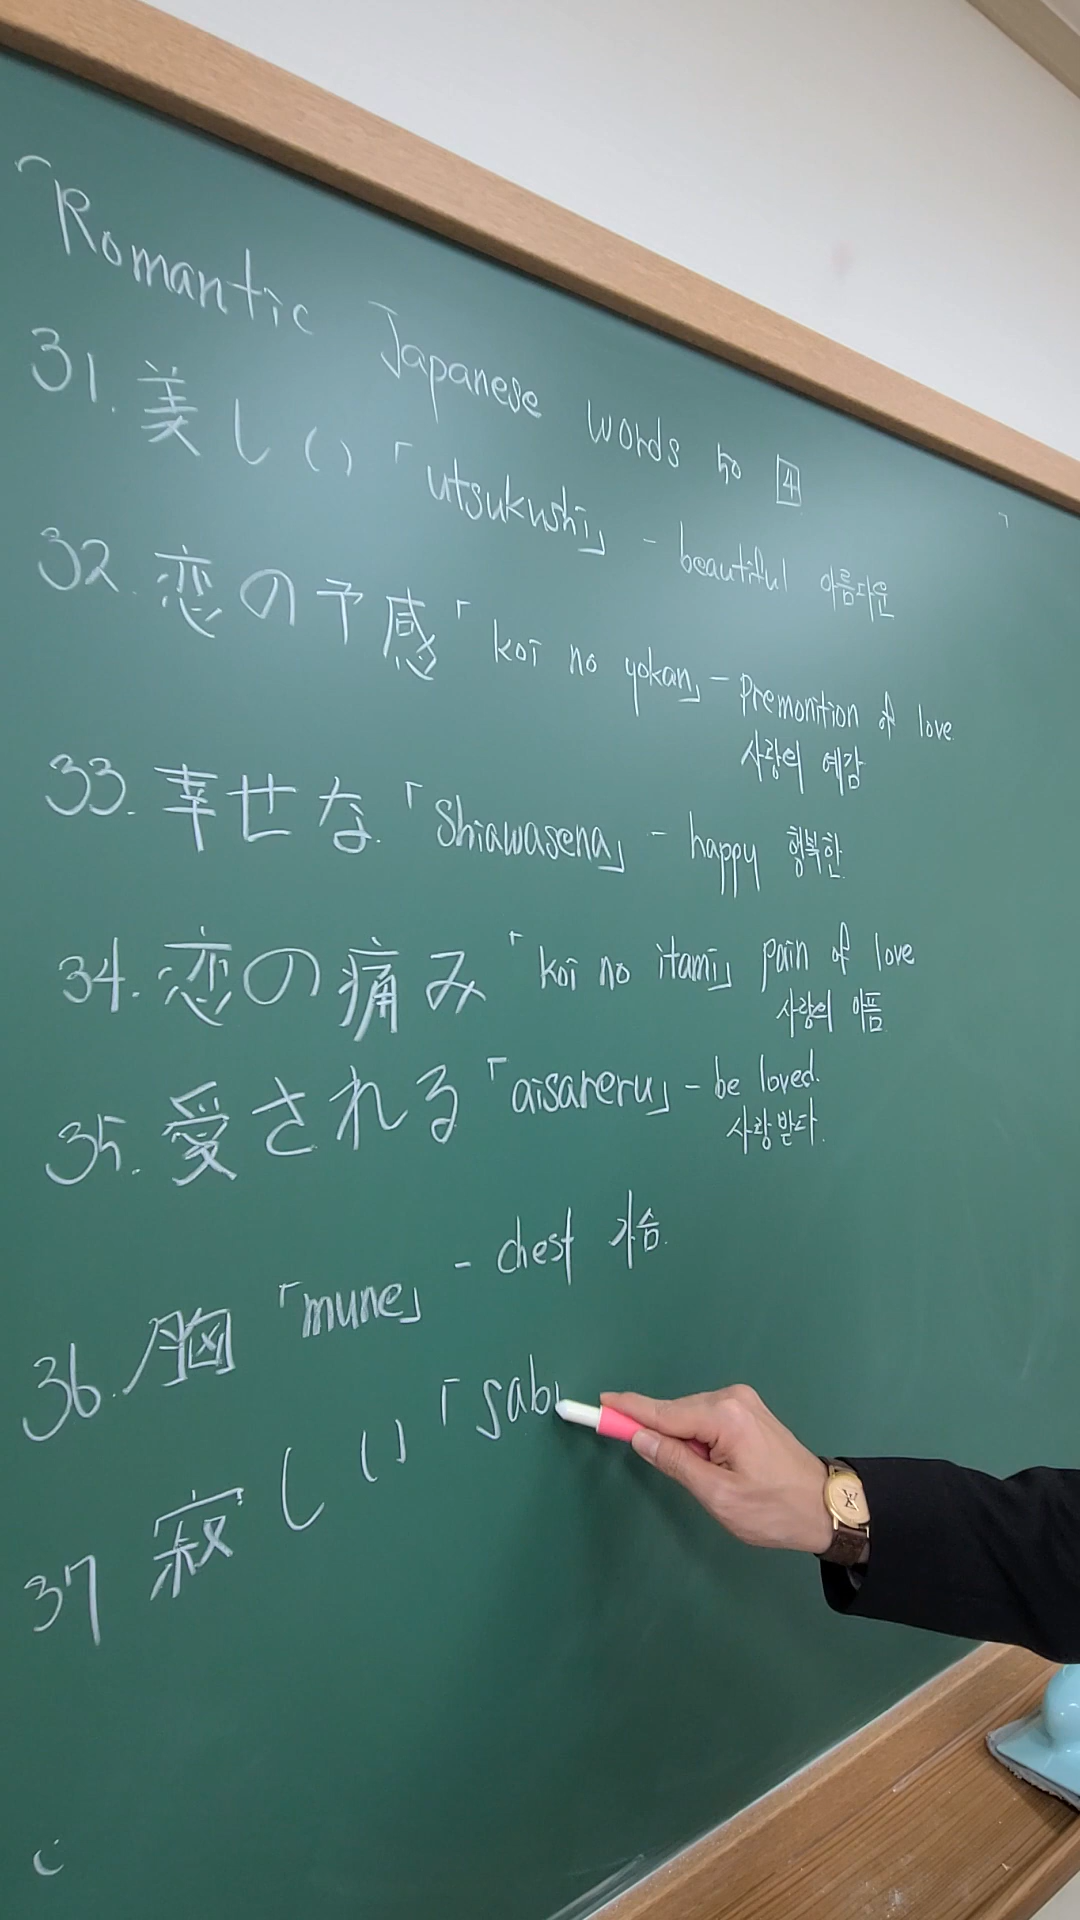 「Romantic Japanese words 50 4
31. 美しい「utsukushi」 - beautiful 아름다운
32. 恋の予感「koi no yokan」 - premonition of love.
사랑의 예감
33. 幸せな「Shiawasena」 - happy 행복한.
34. 恋の痛み「koi no itami」 pain of love
사랑의 아픔
35. 愛される「aisareru」 - be loved.
사랑받다.
36. 胸「mune」 - chest 가슴.
37 寂しい「sab